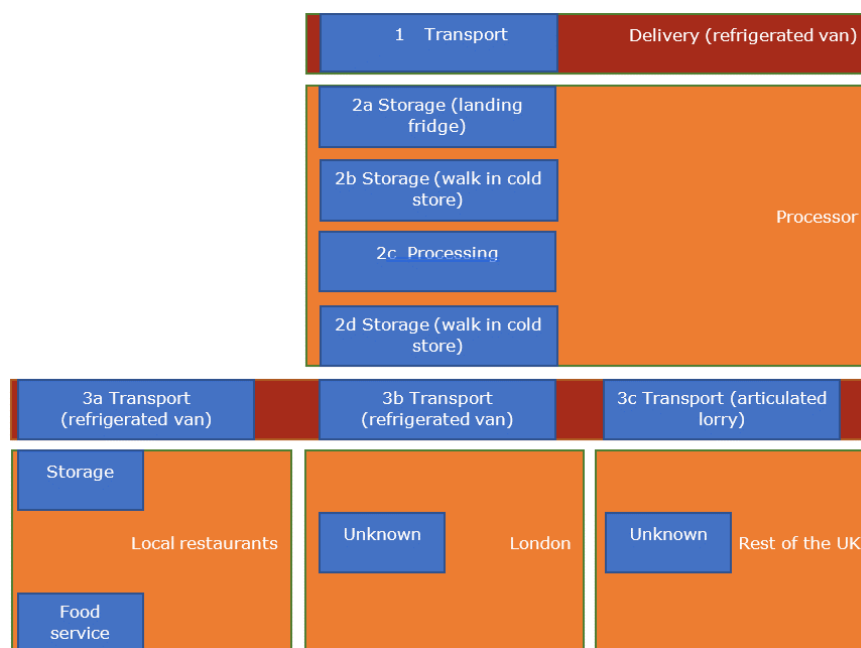 1 Transport
Delivery (refrigerated van)
2a Storage (landing
fridge)
2b Storage (walk in cold
store)
Processor
2c Processing
2d Storage (walk in cold
store)
3a Transport
(refrigerated van)
3b Transport
(refrigerated van)
3c Transport (articulated
lorry)
Storage
Local restaurants
Food
service
Unknown
London
Unknown
Rest of the UK